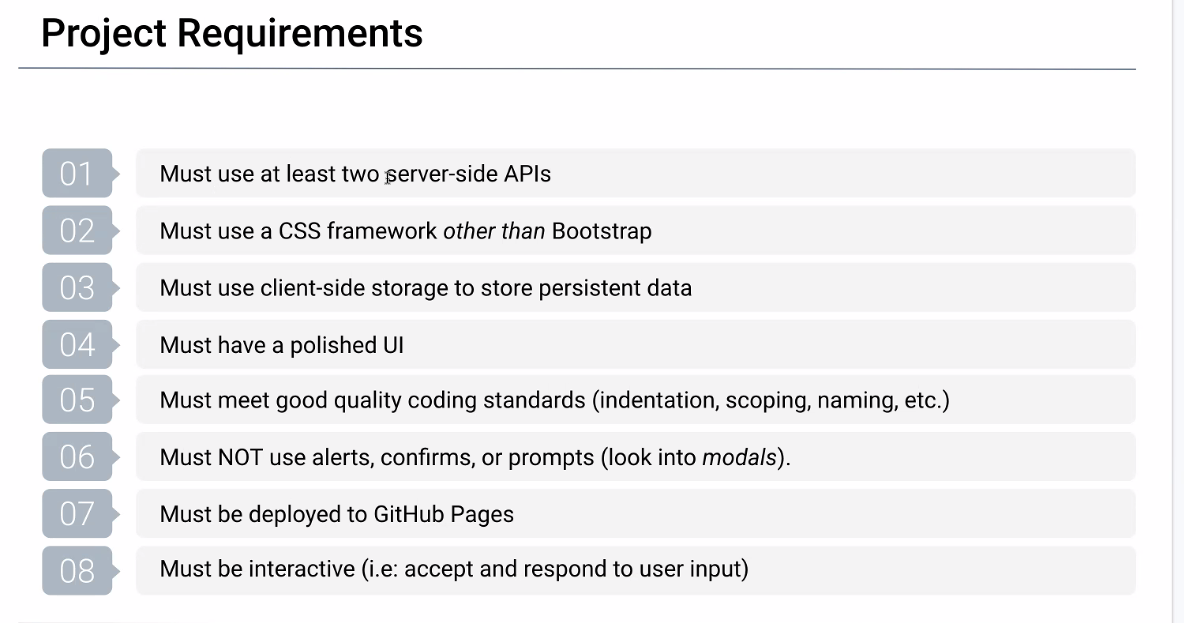 Project Requirements
01 Must use at least two server-side APIs
02 Must use a CSS framework other than Bootstrap
03 Must use client-side storage to store persistent data
04 Must have a polished UI
05 Must meet good quality coding standards (indentation, scoping, naming, etc.)
06 Must NOT use alerts, confirms, or prompts (look into modals).
07 Must be deployed to GitHub Pages
08 Must be interactive (i.e: accept and respond to user input)